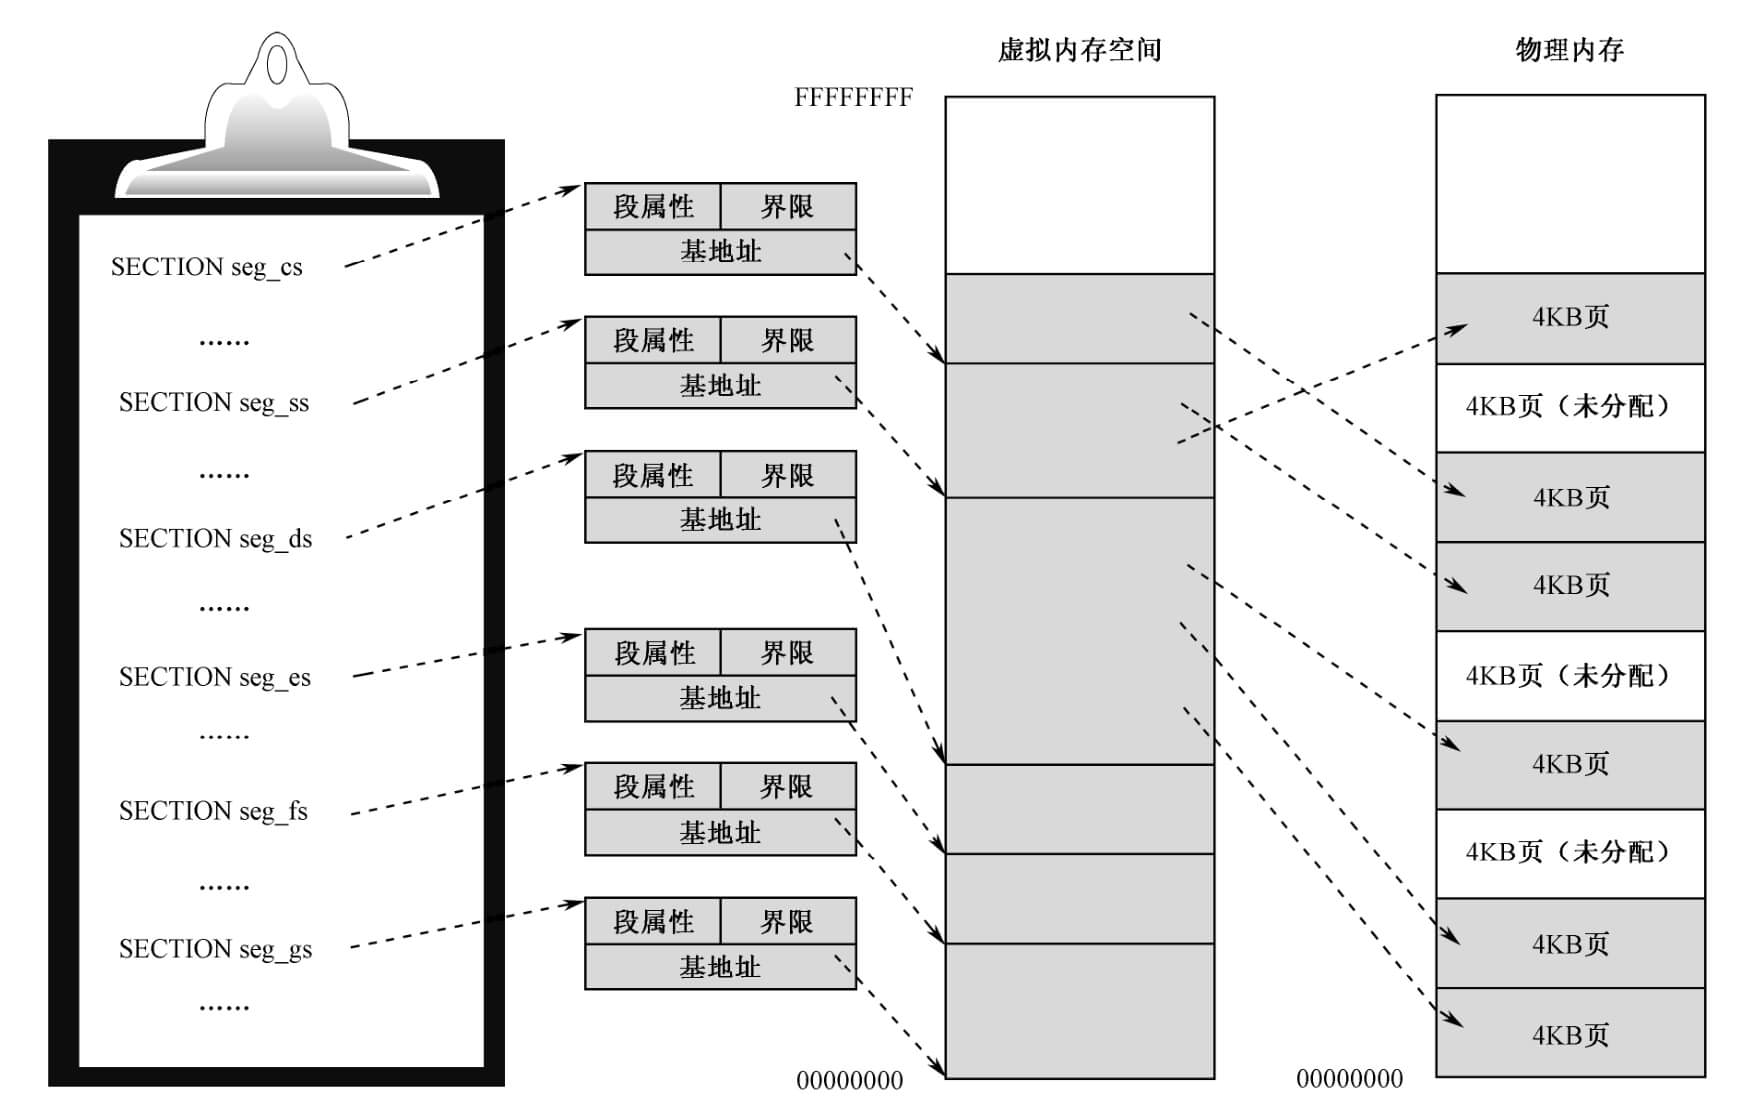 虚拟内存空间
物理内存
FFFFFFFF
SECTION seg_cs
……
SECTION seg_ss
……
SECTION seg_ds
……
SECTION seg_es
……
SECTION seg_fs
……
SECTION seg_gs
……
段属性 界限
基地址
段属性 界限
基地址
段属性 界限
基地址
段属性 界限
基地址
段属性 界限
基地址
段属性 界限
基地址
00000000
4KB页
4KB页（未分配）
4KB页
4KB页
4KB页（未分配）
4KB页
4KB页（未分配）
4KB页
4KB页
00000000